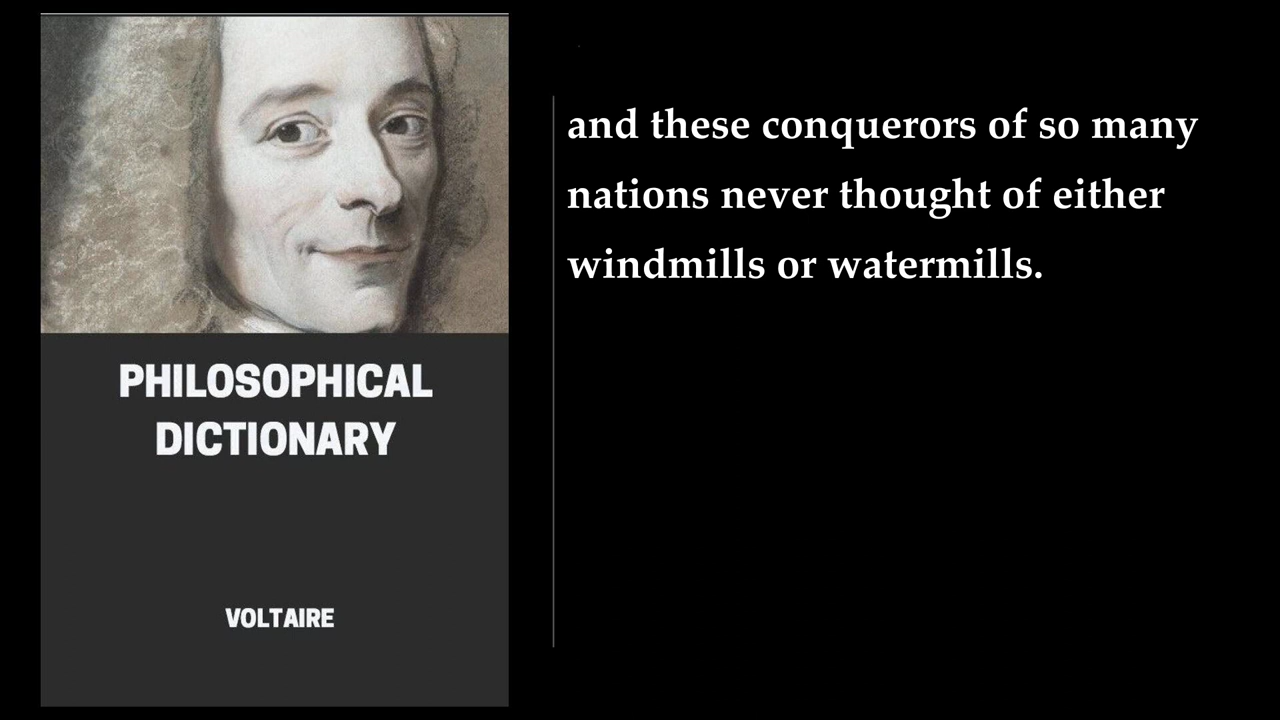 PHILOSOPHICAL
DICTIONARY
VOLTAIRE
and these conquerors of so many
nations never thought of either
windmills or watermills.